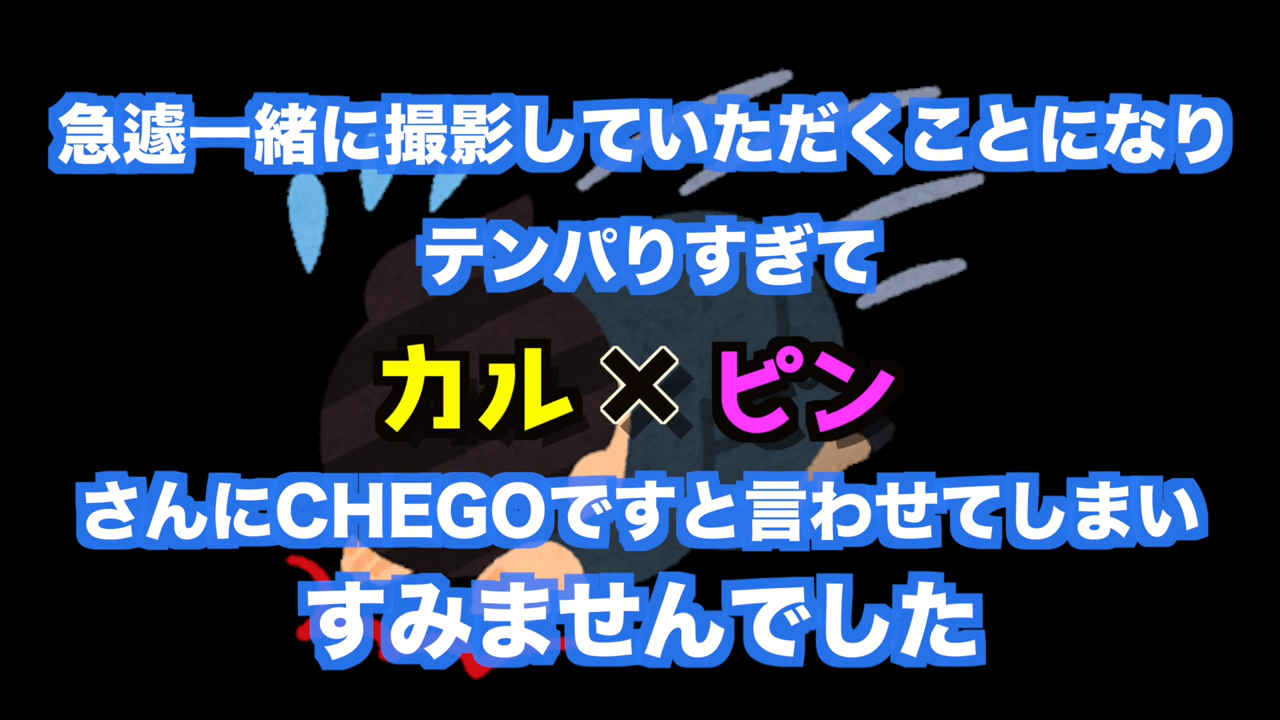 急遽一緒に撮影していただくことになり
テンパりすぎて
カル×ピン
さんにCHEGOですと言わせてしまい
すみませんでした